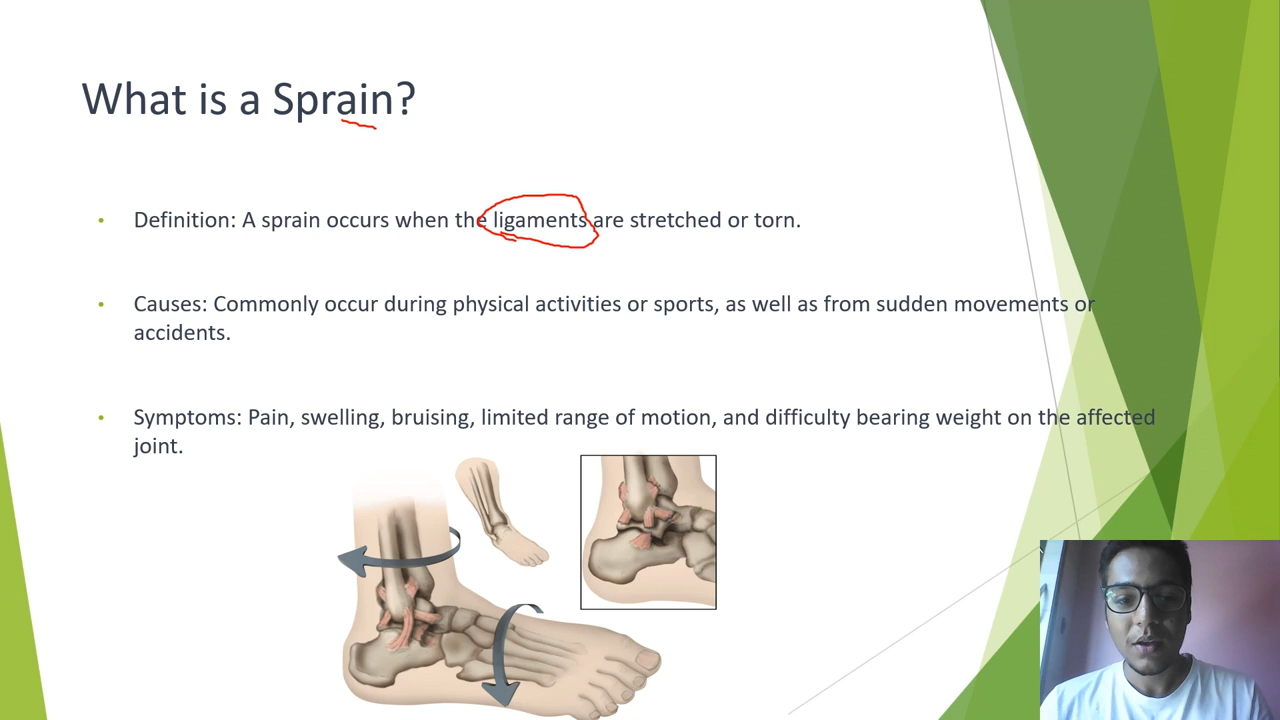 What is a Sprain?
• Definition: A sprain occurs when the ligaments are stretched or torn.
• Causes: Commonly occur during physical activities or sports, as well as from sudden movements or
accidents.
• Symptoms: Pain, swelling, bruising, limited range of motion, and difficulty bearing weight on the affected
joint.